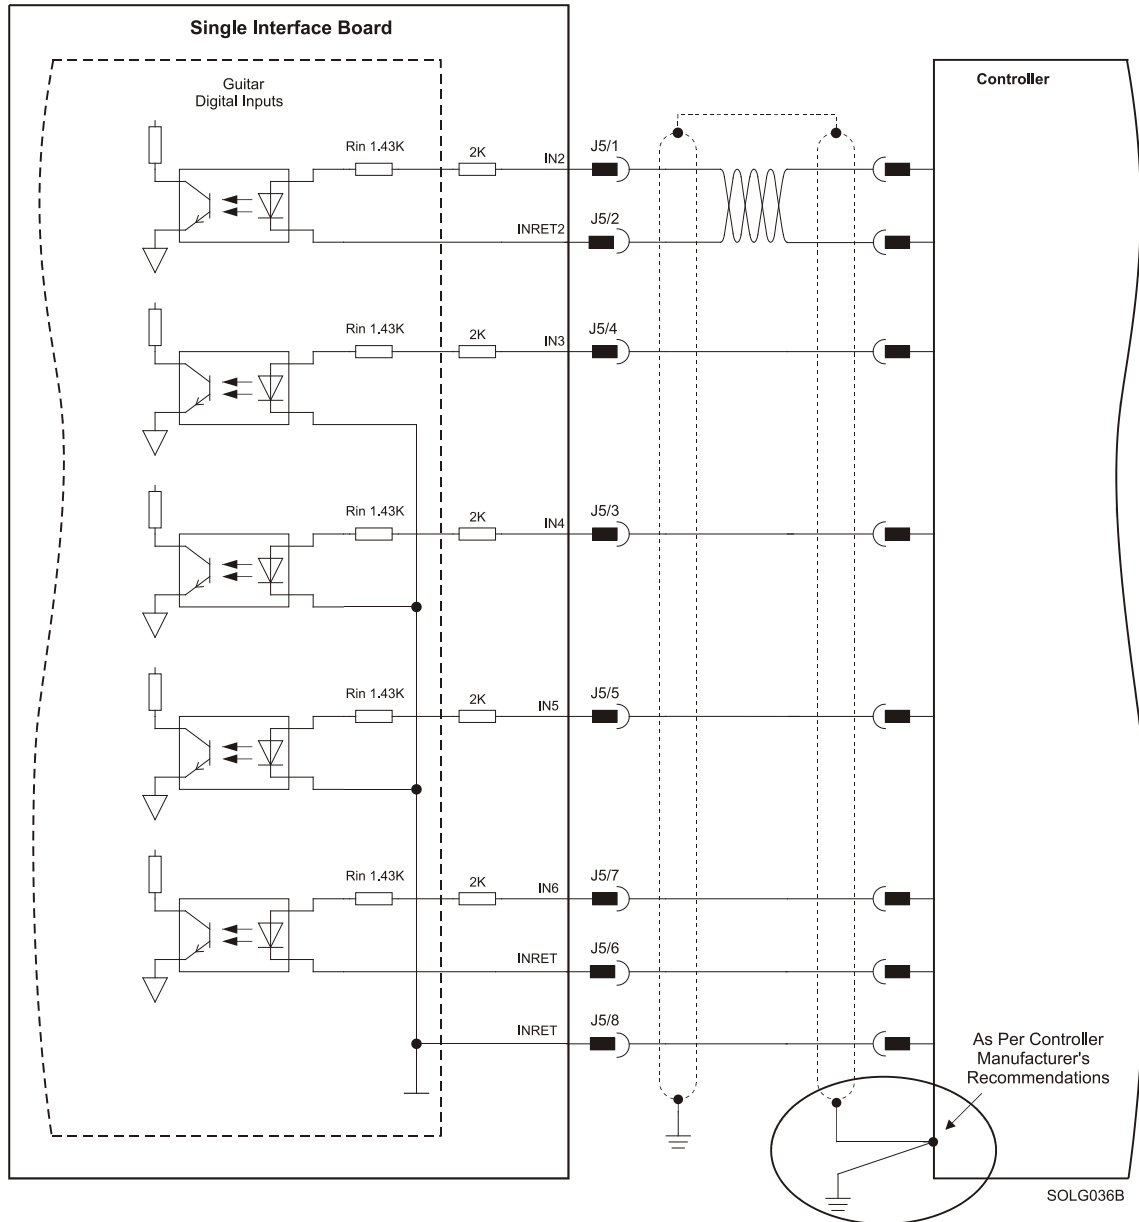 Single Interface Board
Guitar
Digital Inputs
Controller
Rin 1.43K
2K
IN2
J5/1
INRET2
J5/2
Rin 1.43K
2K
IN3
J5/4
Rin 1.43K
2K
IN4
J5/3
Rin 1.43K
2K
IN5
J5/5
Rin 1.43K
2K
IN6
J5/7
INRET
J5/6
INRET
J5/8
As Per Controller
Manufacturer's
Recommendations
SOLG036B